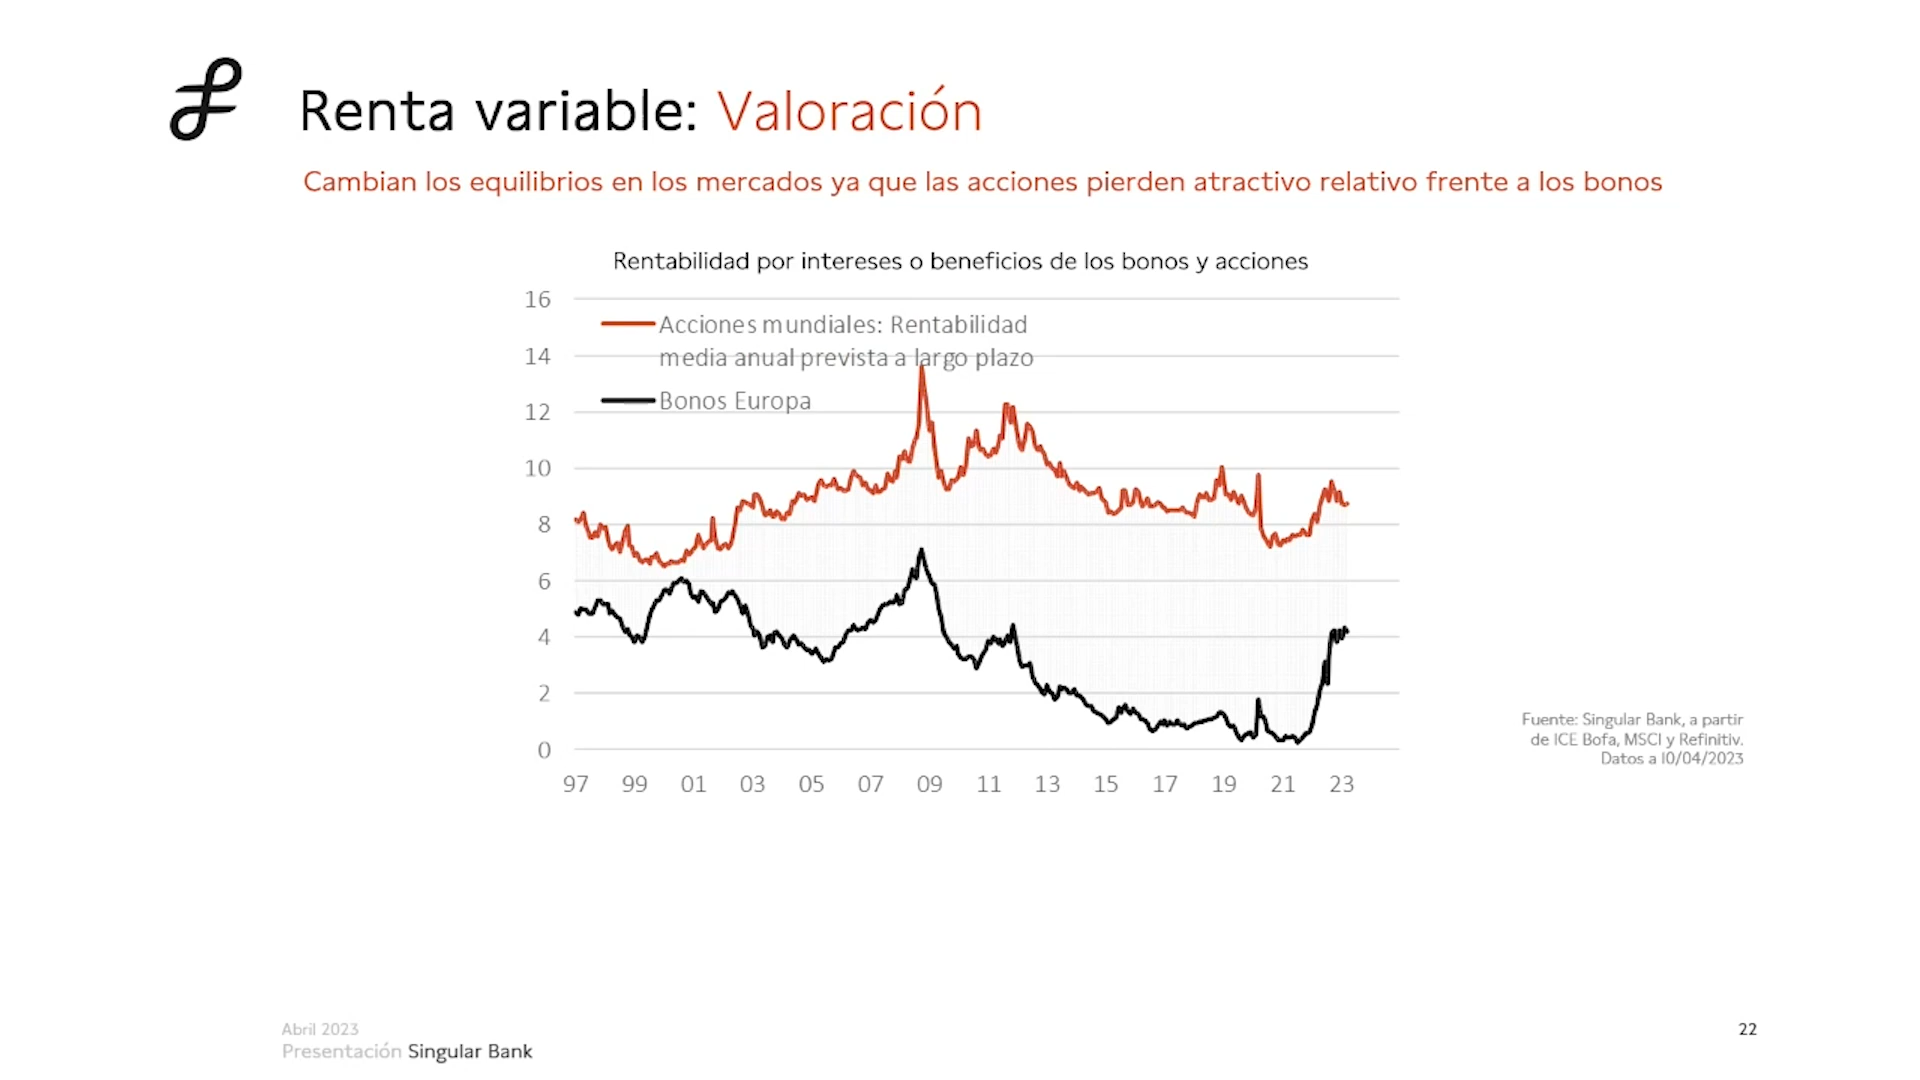 Renta variable: Valoración
Cambian los equilibrios en los mercados ya que las acciones pierden atractivo relativo frente a los bonos
Rentabilidad por intereses o beneficios de los bonos y acciones
16
14
12
10
8
6
4
2
0
Acciones mundiales: Rentabilidad
media anual prevista a largo plazo
Bonos Europa
97 99 01 03 05 07 09 11 13 15 17 19 21 23
Fuente: Singular Bank, a partir
de ICE Bofa, MSCI y Refinitiv.
Datos a 10/04/2023
Abril 2023
Presentación Singular Bank
22